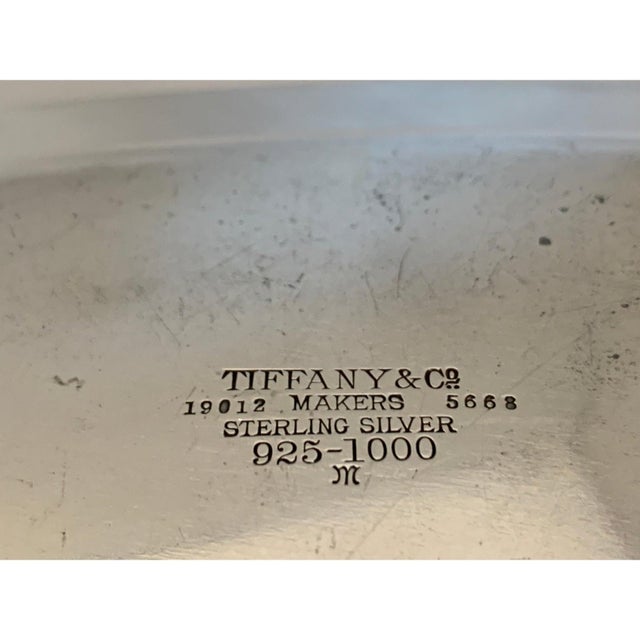 TIFFANY & Co
19012 MAKERS 5668
STERLING SILVER
925-1000
M